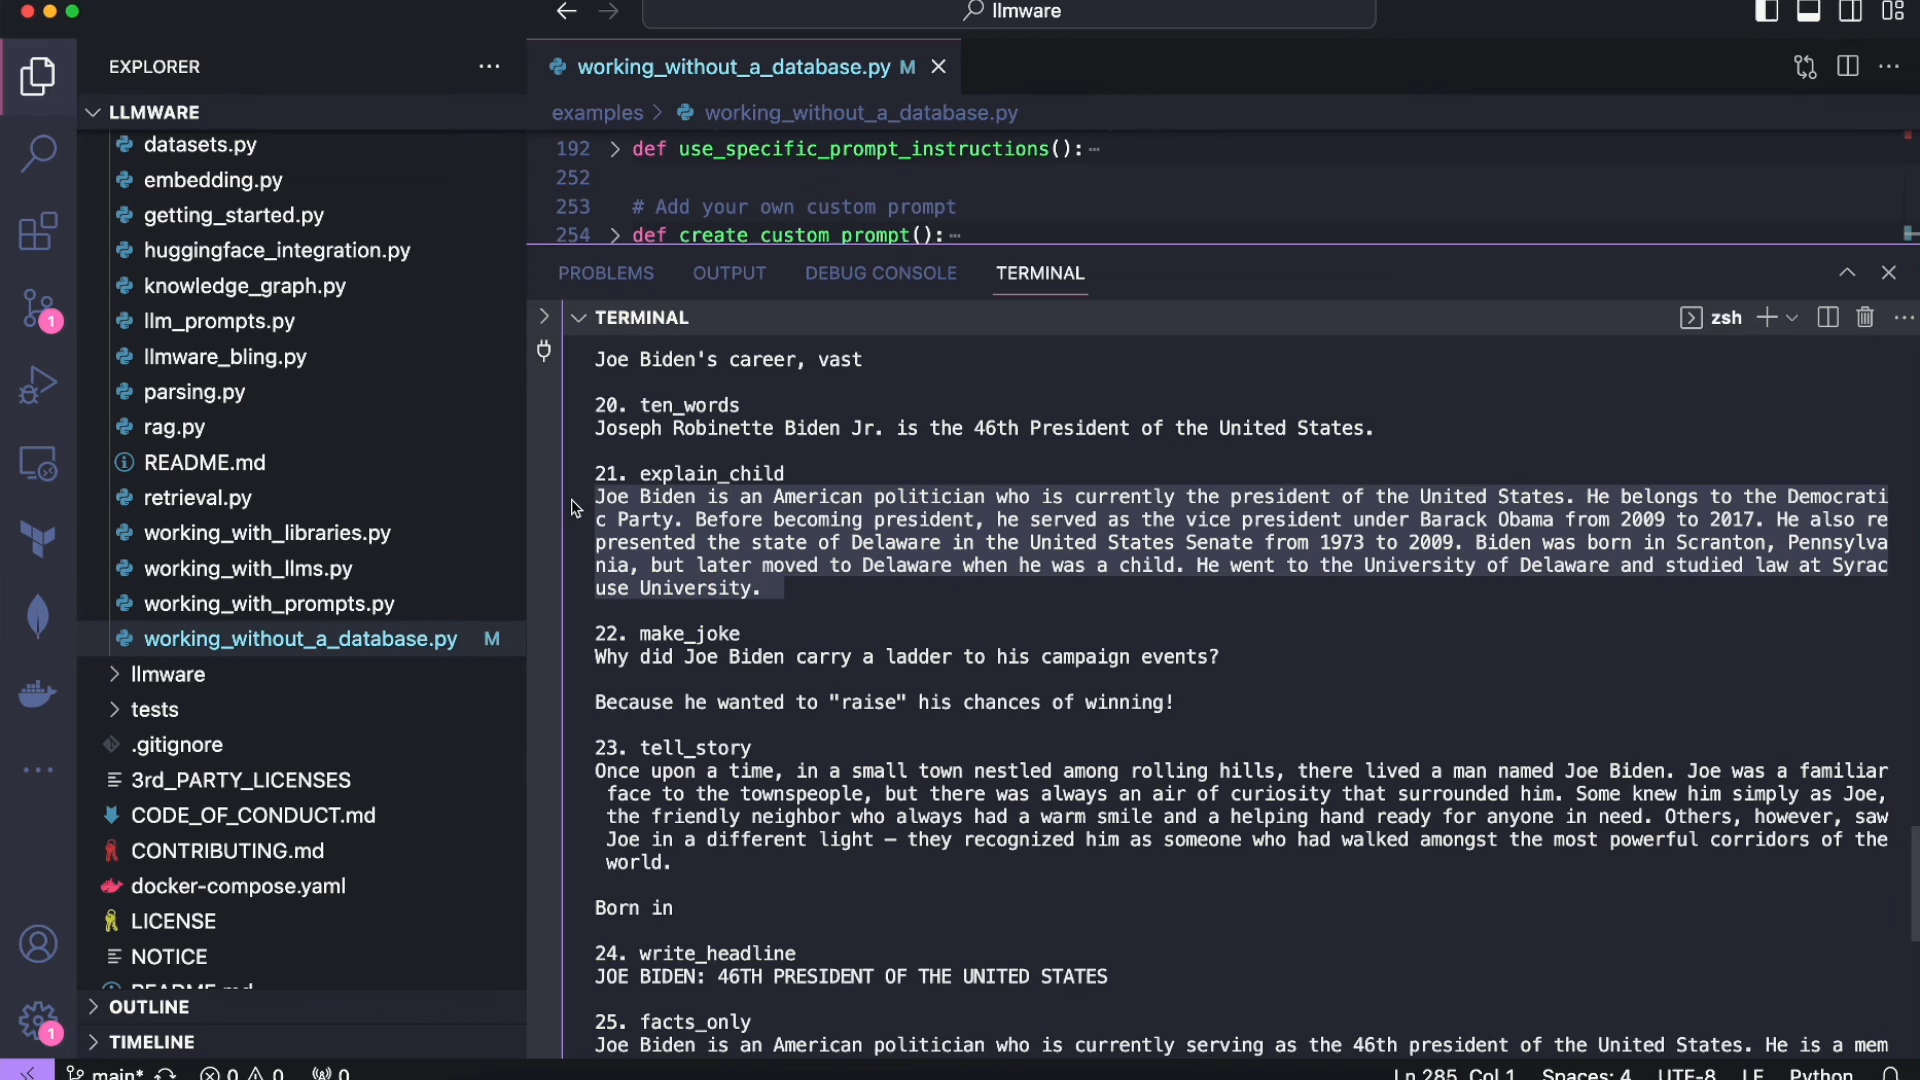 llmware
EXPLORER
working_without_a_database.py M
LLMWARE
examples > working_without_a_database.py
datasets.py
embedding.py
getting_started.py
huggingface_integration.py
knowledge_graph.py
llm_prompts.py
llmware_bling.py
parsing.py
rag.py
README.md
retrieval.py
working_with_libraries.py
working_with_llms.py
working_with_prompts.py
working_without_a_database.py M
llmware
tests
.gitignore
3rd_PARTY_LICENSES
CODE_OF_CONDUCT.md
CONTRIBUTING.md
docker-compose.yaml
LICENSE
NOTICE
README.md
OUTLINE
TIMELINE
1
1
192 > def use_specific_prompt_instructions():
252
253 # Add your own custom prompt
254 > def create_custom_prompt():
PROBLEMS OUTPUT DEBUG CONSOLE TERMINAL
TERMINAL
zsh
Joe Biden's career, vast
20. ten_words
Joseph Robinette Biden Jr. is the 46th President of the United States.
21. explain_child
Joe Biden is an American politician who is currently the president of the United States. He belongs to the Democrati
c Party. Before becoming president, he served as the vice president under Barack Obama from 2009 to 2017. He also re
presented the state of Delaware in the United States Senate from 1973 to 2009. Biden was born in Scranton, Pennsylva
nia, but later moved to Delaware when he was a child. He went to the University of Delaware and studied law at Syrac
use University.
22. make_joke
Why did Joe Biden carry a ladder to his campaign events?
Because he wanted to "raise" his chances of winning!
23. tell_story
Once upon a time, in a small town nestled among rolling hills, there lived a man named Joe Biden. Joe was a familiar
face to the townspeople, but there was always an air of curiosity that surrounded him. Some knew him simply as Joe,
the friendly neighbor who always had a warm smile and a helping hand ready for anyone in need. Others, however, saw
Joe in a different light – they recognized him as someone who had walked amongst the most powerful corridors of the
world.
Born in
24. write_headline
JOE BIDEN: 46TH PRESIDENT OF THE UNITED STATES
25. facts_only
Joe Biden is an American politician who is currently serving as the 46th president of the United States. He is a mem
main* 0 0 0
Ln 285, Col 1 Spaces: 4 UTF-8 LF Python